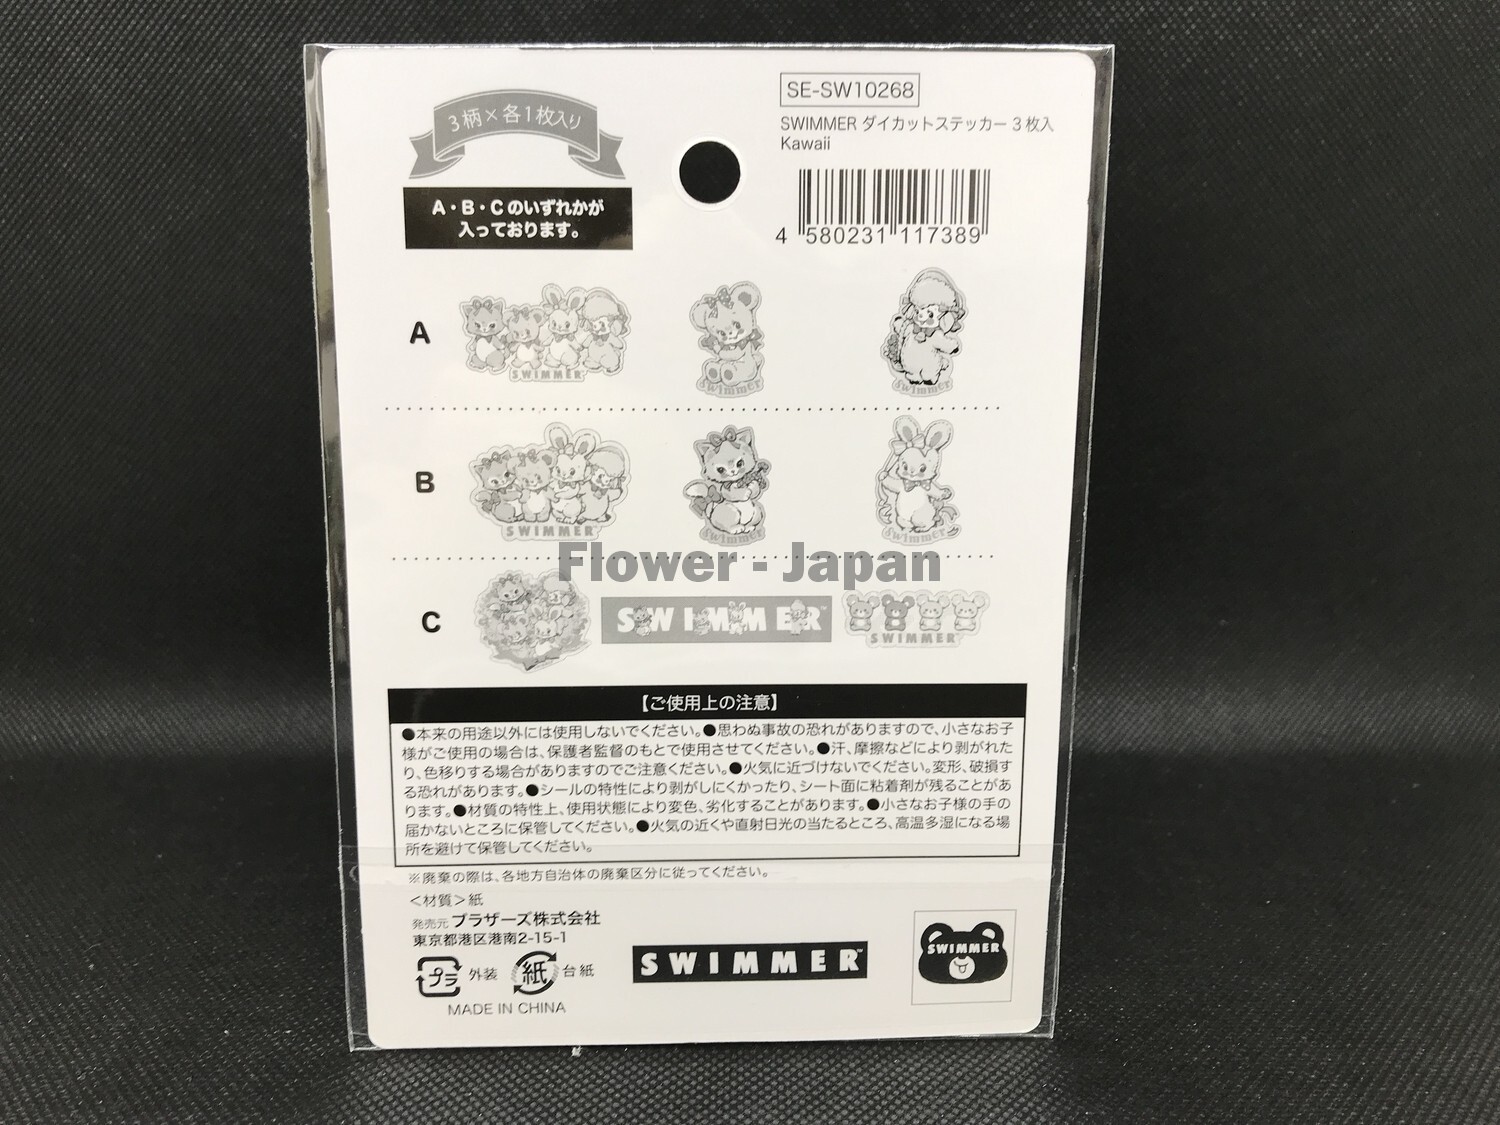 3柄×各1枚入り
A・B・Cのいずれかが
入っております。
SE-SW10268
SWIMMER ダイカットステッカー 3枚入
Kawaii
4 580231 117389
A
SWIMMER
swimmer
swimmer
B
SWIMMER
swimmer
swimmer
Flower - Japan
C
SWIMMER
SWIMMER
【ご使用上の注意】
●本来の用途以外には使用しないでください。●思わぬ事故の恐れがありますので、小さなお子
様がご使用の場合は、保護者監督のもとで使用させてください。●汗、摩擦などにより剥がれた
り、色移りする場合がありますのでご注意ください。●火気に近づけないでください。変形、破損す
る恐れがあります。●シールの特性により剥がしにくかったり、シート面に粘着剤が残ることがあ
ります。●材質の特性上、使用状態により変色、劣化することがあります。●小さなお子様の手の
届かないところに保管してください。●火気の近くや直射日光の当たるところ、高温多湿になる場
所を避けて保管してください。
※廃棄の際は、各地方自治体の廃棄区分に従ってください。
＜材質＞紙
発売元 ブラザーズ株式会社
東京都港区港南2-15-1
プラ 外装 紙 台紙
MADE IN CHINA
SWIMMER™
SWIMMER